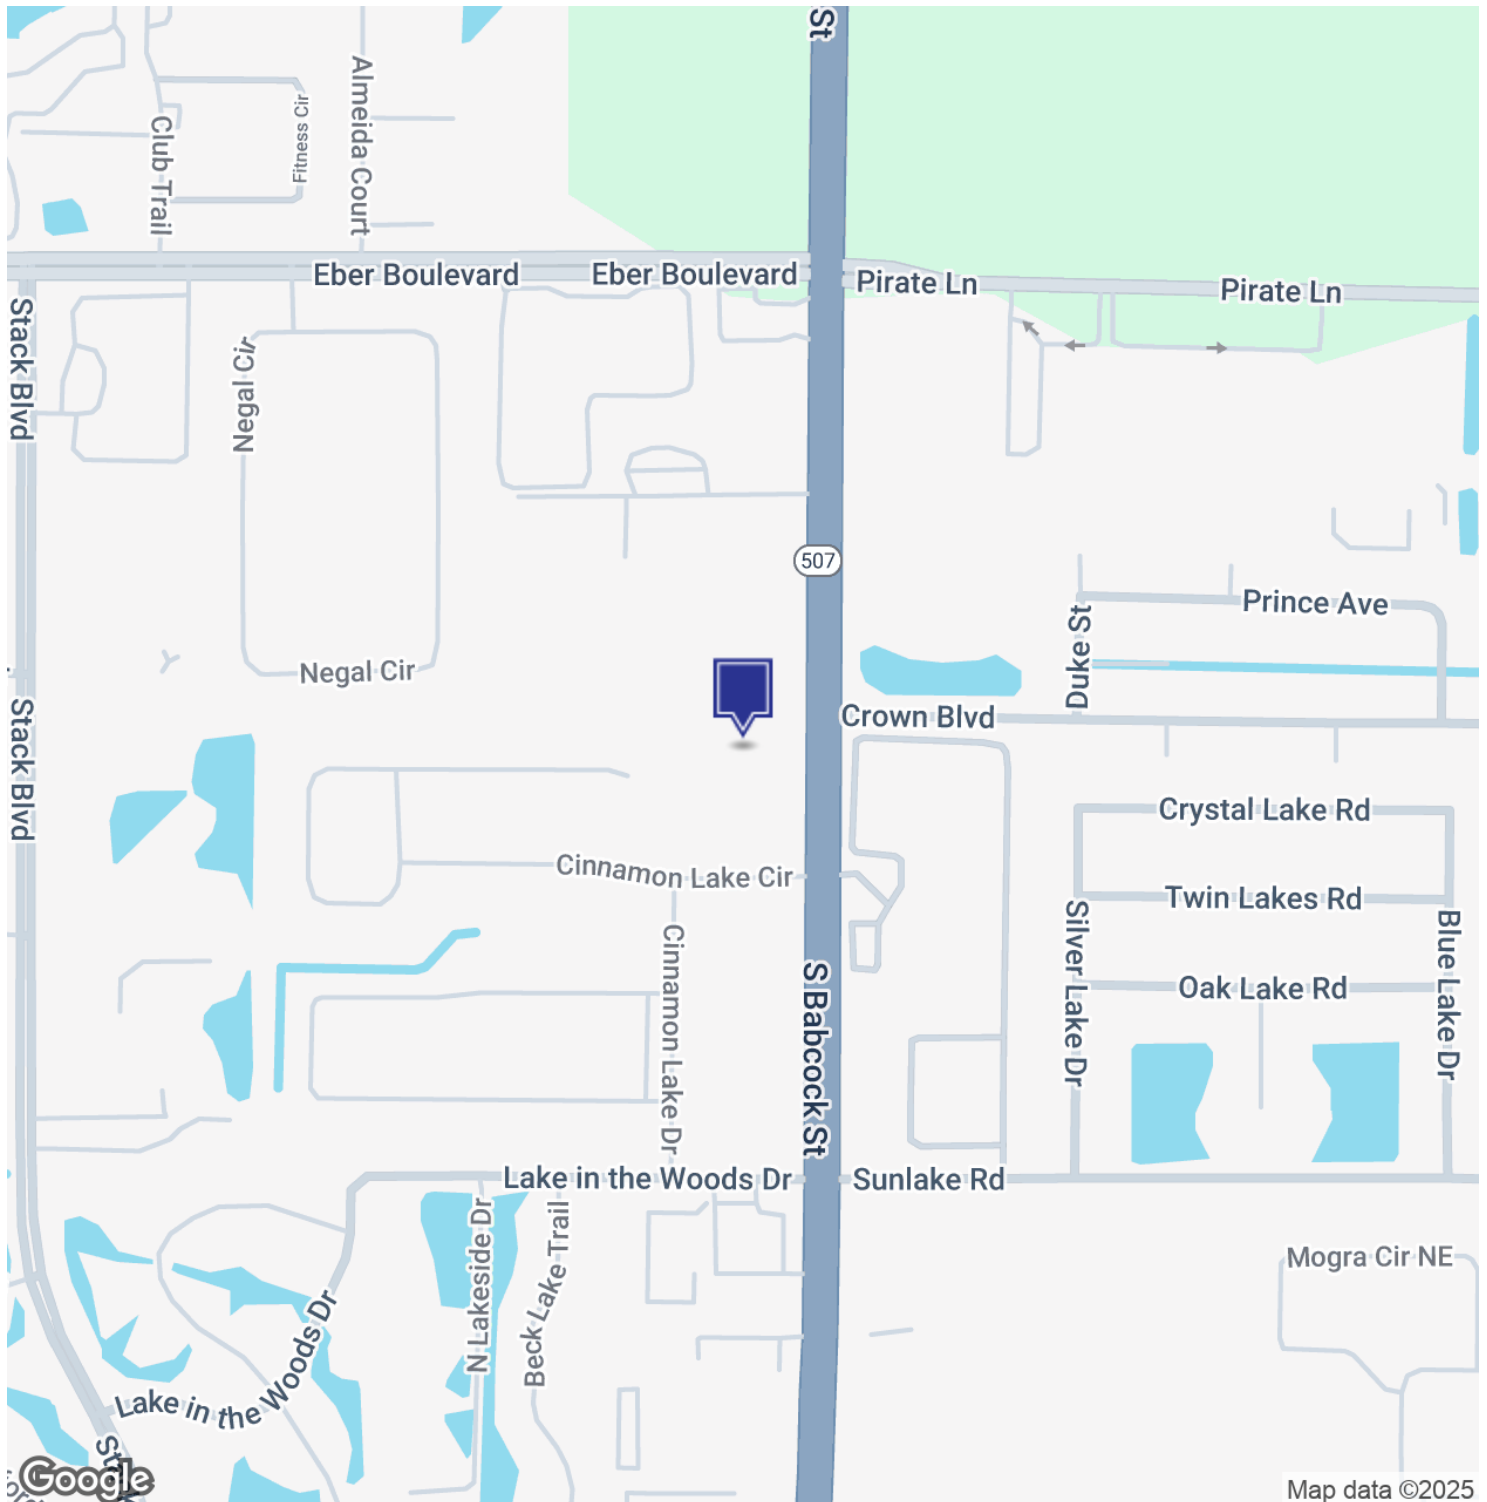 St
Almeida Court
Fitness Cir
Club Trail
Eber Boulevard
Eber Boulevard
Pirate Ln
Pirate Ln
Stack Blvd
Negal Cir
507
Prince Ave
Duke St
Negal Cir
Crown Blvd
Stack Blvd
Crystal Lake Rd
Cinnamon Lake Cir
Twin Lakes Rd
Silver Lake Dr
Blue Lake Dr
Cinnamon Lake Dr
S Babcock St
Oak Lake Rd
Lake in the Woods Dr
Sunlake Rd
N Lakeside Dr
Beck Lake Trail
Mogra Cir NE
Lake in the Woods Dr
Google
Map data ©2025